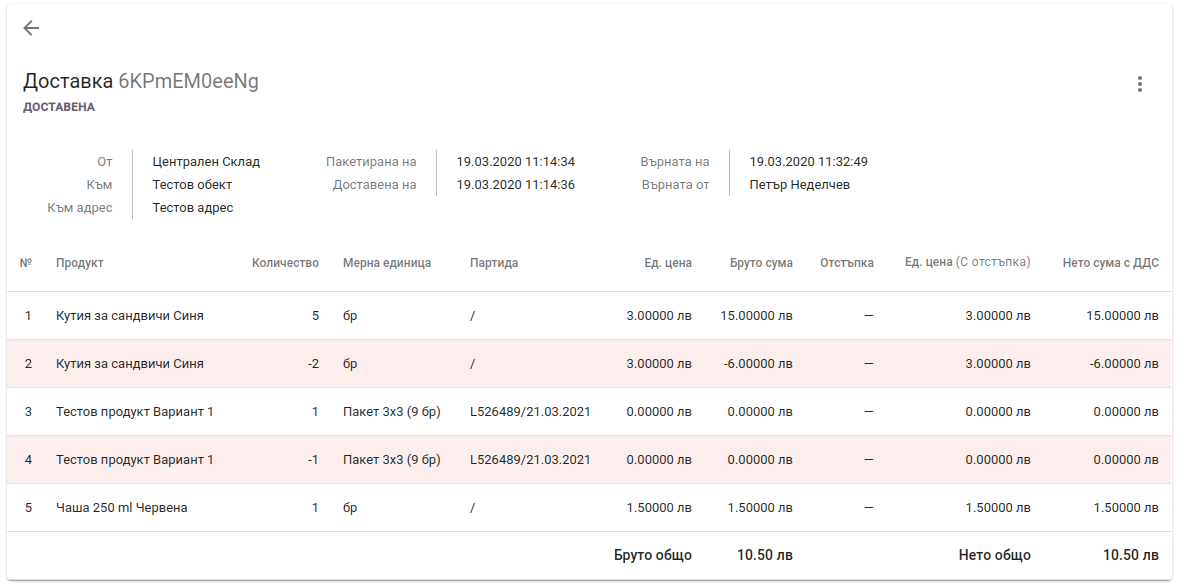 Доставка 6KPmEM0eeNg
ДОСТАВЕНА
От Централен Склад Пакетирана на 19.03.2020 11:14:34 Върната на 19.03.2020 11:32:49
Към Тестов обект Доставена на 19.03.2020 11:14:36 Върната от Петър Неделчев
Към адрес Тестов адрес
№ Продукт Количество Мерна единица Партида Ед. цена Бруто сума Отстъпка Ед. цена (С отстъпка) Нето сума с ДДС
1 Кутия за сандвичи Синя 5 бр / 3.00000 лв 15.00000 лв — 3.00000 лв 15.00000 лв
2 Кутия за сандвичи Синя -2 бр / 3.00000 лв -6.00000 лв — 3.00000 лв -6.00000 лв
3 Тестов продукт Вариант 1 1 Пакет 3x3 (9 бр) L526489/21.03.2021 0.00000 лв 0.00000 лв — 0.00000 лв 0.00000 лв
4 Тестов продукт Вариант 1 -1 Пакет 3x3 (9 бр) L526489/21.03.2021 0.00000 лв 0.00000 лв — 0.00000 лв 0.00000 лв
5 Чаша 250 ml Червена 1 бр / 1.50000 лв 1.50000 лв — 1.50000 лв 1.50000 лв
Бруто общо 10.50 лв Нето общо 10.50 лв